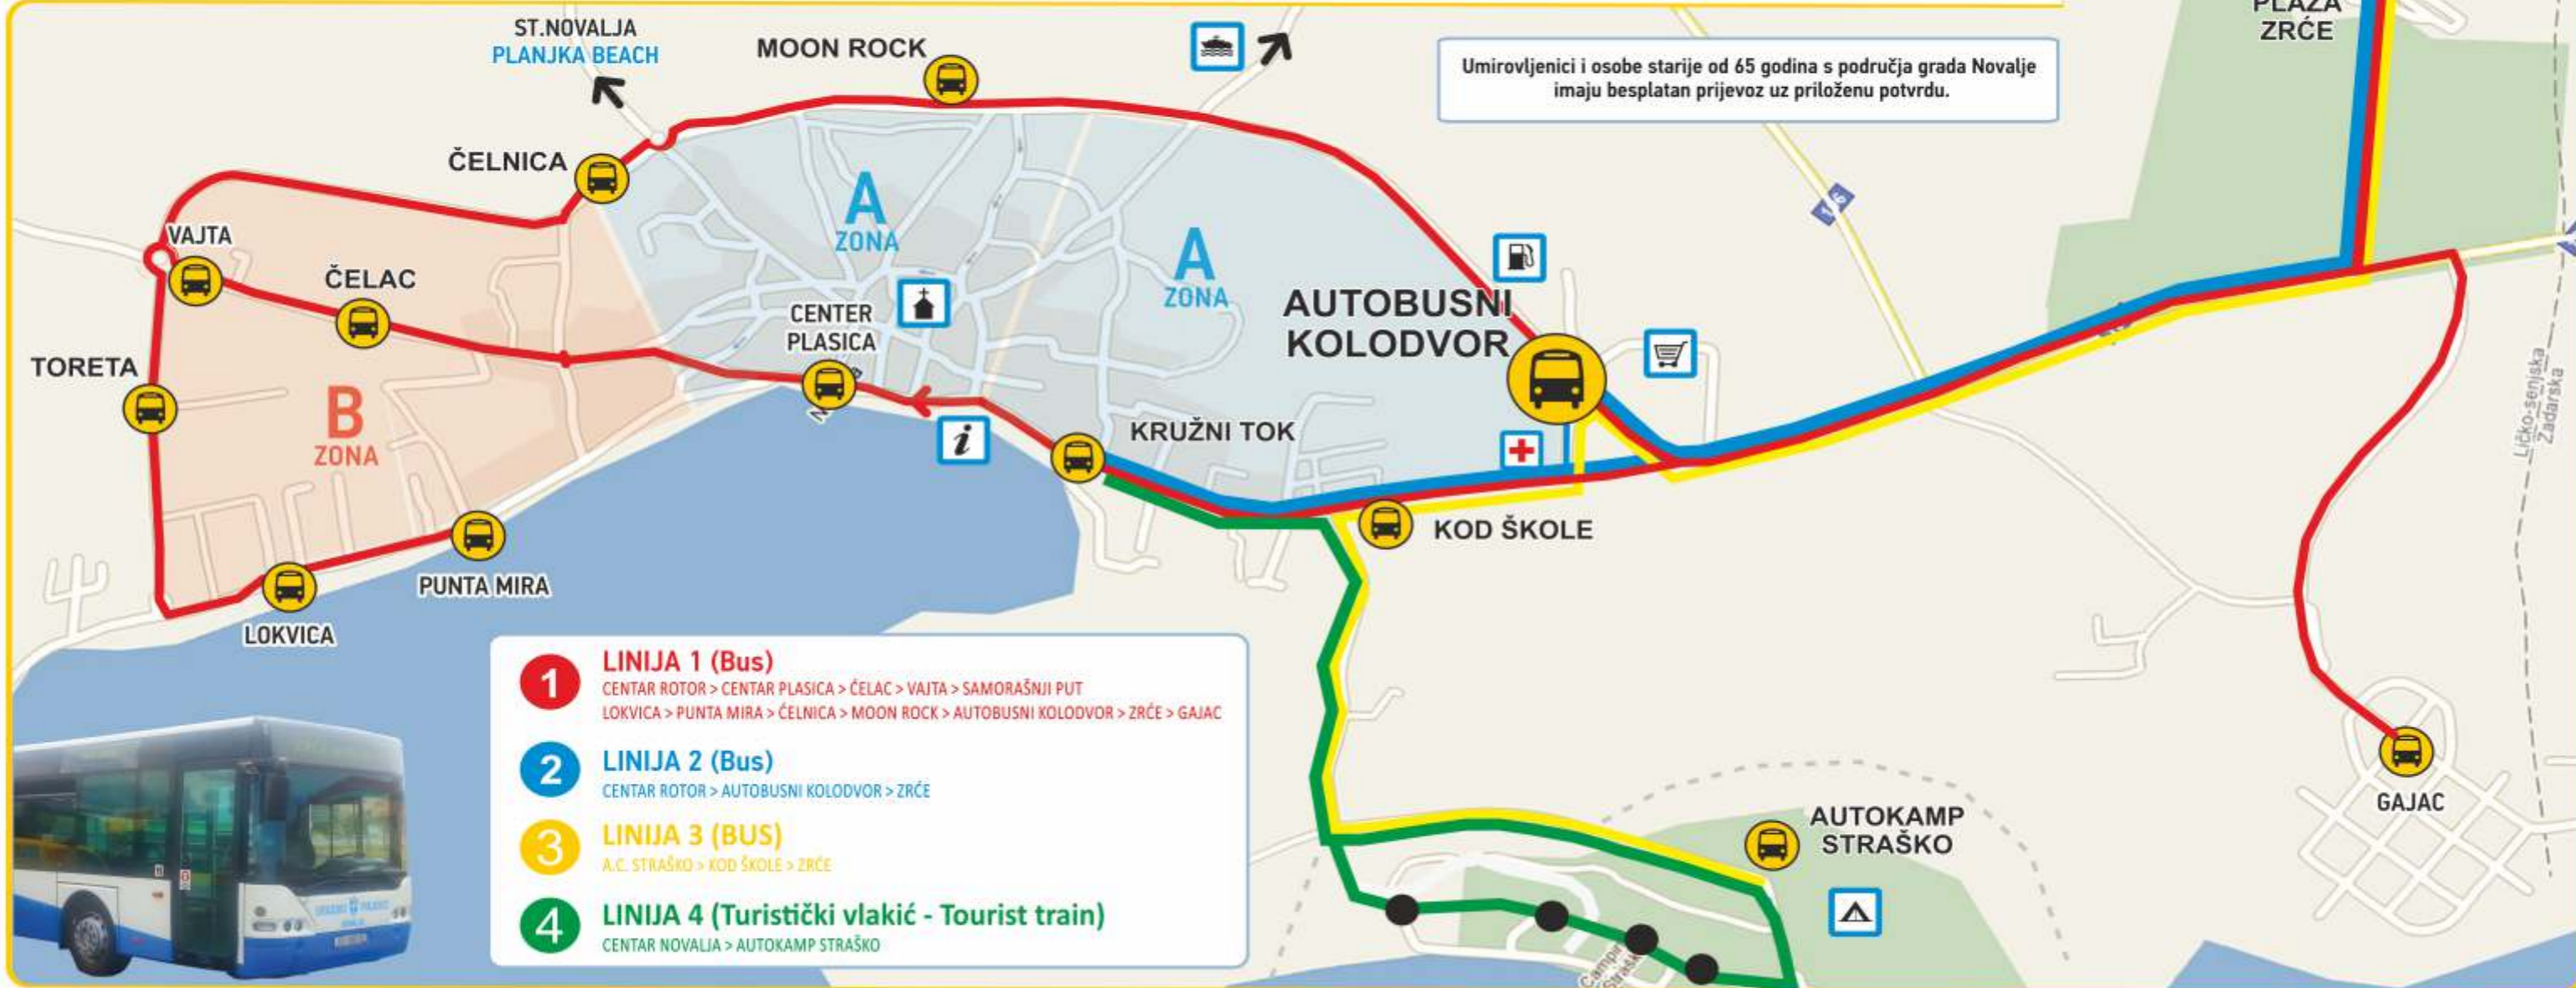 PLAŽA
ZRĆE
ST.NOVALJA
PLANJKA BEACH
MOON ROCK
Umirovljenici i osobe starije od 65 godina s područja grada Novalje
imaju besplatan prijevoz uz priloženu potvrdu.
ČELNICA
A
ZONA
A
ZONA
VAJTA
ČELAC
CENTER
PLASICA
AUTOBUSNI
KOLODVOR
TORETA
B
ZONA
i
KRUŽNI TOK
KOD ŠKOLE
Ličko-senjska
Zadarska
PUNTA MIRA
LOKVICA
1
LINIJA 1 (Bus)
CENTAR ROTOR > CENTAR PLASICA > ĆELAC > VAJTA > SAMORAŠNJI PUT
LOKVICA > PUNTA MIRA > ĆELNICA > MOON ROCK > AUTOBUSNI KOLODVOR > ZRĆE > GAJAC
2
LINIJA 2 (Bus)
CENTAR ROTOR > AUTOBUSNI KOLODVOR > ZRĆE
3
LINIJA 3 (BUS)
A.C. STRAŠKO > KOD ŠKOLE > ZRĆE
4
LINIJA 4 (Turistički vlakić - Tourist train)
CENTAR NOVALJA > AUTOKAMP STRAŠKO
AUTOKAMP
STRAŠKO
GAJAC